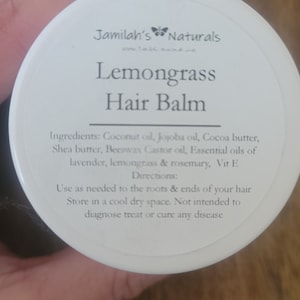 Jamilah's Naturals
Lemongrass
Hair Balm
Ingredients: Coconut oil, Jojoba oil, Cocoa butter,
Shea butter, Beeswax, Castor oil, Essential oils of
lavender, lemongrass & rosemary, Vit E
Directions:
Use as needed to the roots & ends of your hair
Store in a cool dry space. Not intended to
diagnose treat or cure any disease